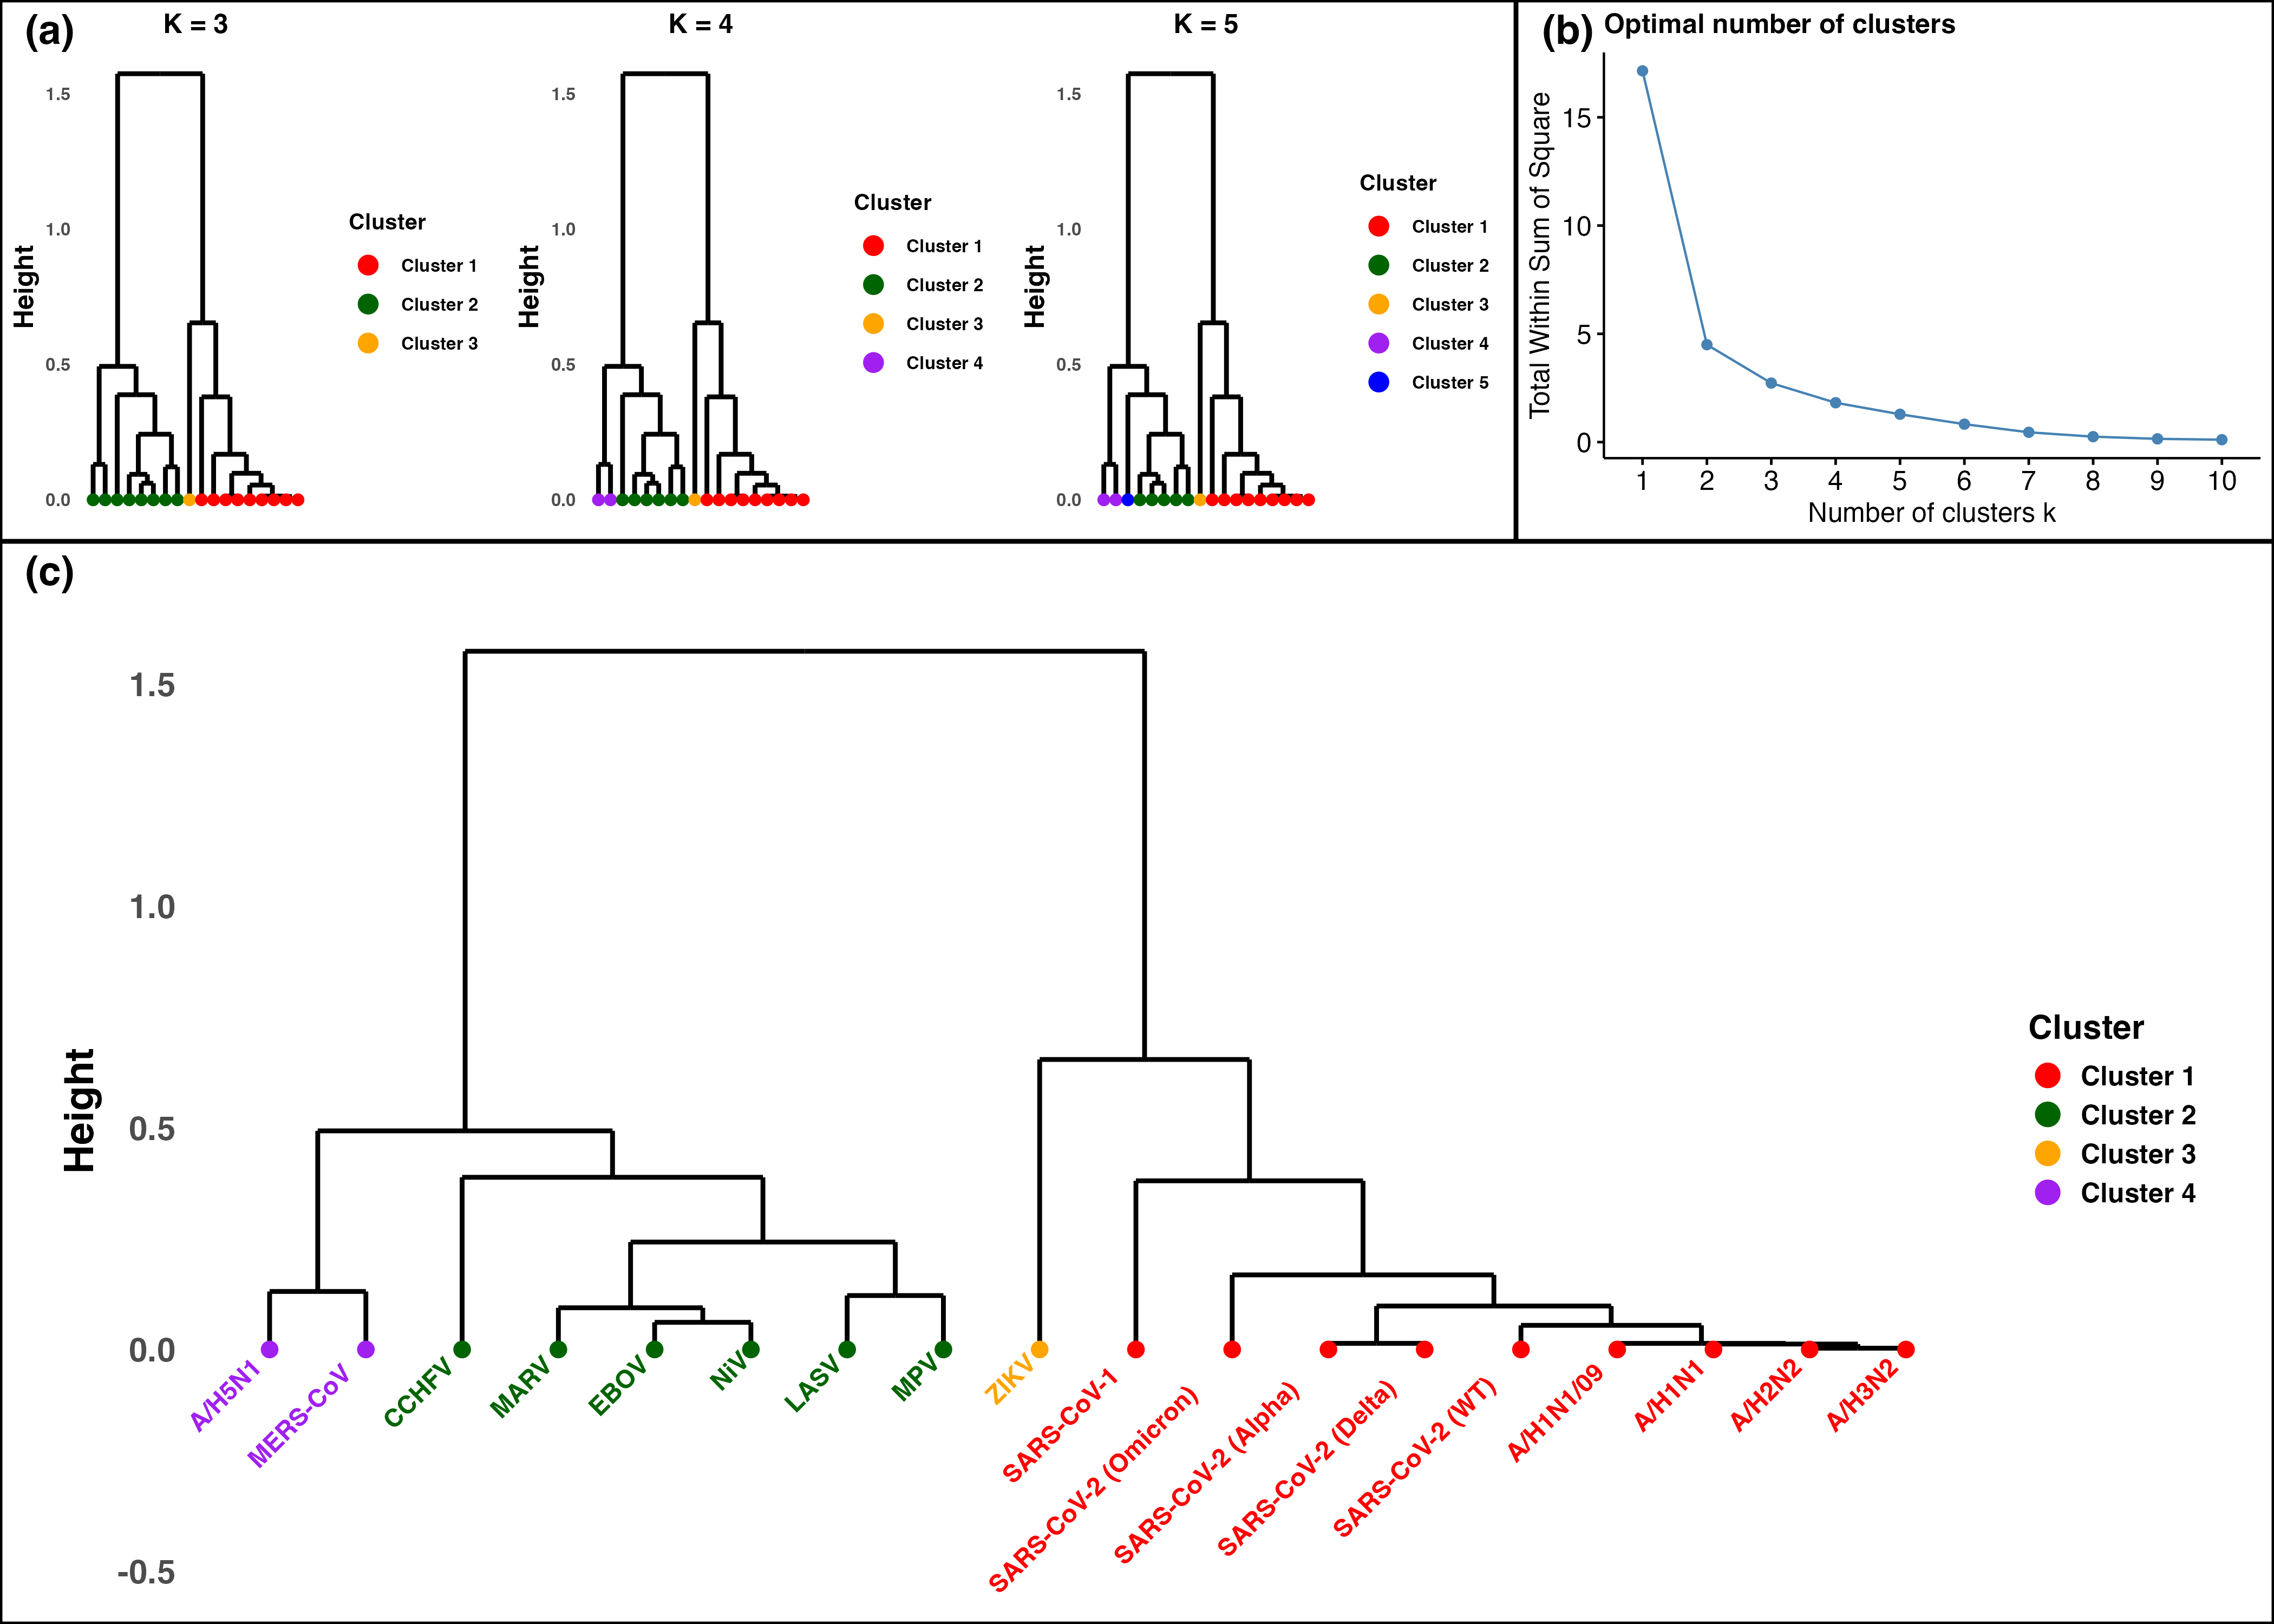 (a)
K = 3
Height
1.5
1.0
0.5
0.0
Cluster
Cluster 1
Cluster 2
Cluster 3
K = 4
Height
1.5
1.0
0.5
0.0
Cluster
Cluster 1
Cluster 2
Cluster 3
Cluster 4
K = 5
Height
1.5
1.0
0.5
0.0
Cluster
Cluster 1
Cluster 2
Cluster 3
Cluster 4
Cluster 5
(b)
Optimal number of clusters
Total Within Sum of Square
15
10
5
0
1 2 3 4 5 6 7 8 9 10
Number of clusters k
(c)
Height
1.5
1.0
0.5
0.0
-0.5
A/H5N1
MERS-CoV
CCHFV
MARV
EBOV
NiV
LASV
MPV
ZIKV
SARS-CoV-1
SARS-CoV-2 (Omicron)
SARS-CoV-2 (Alpha)
SARS-CoV-2 (Delta)
SARS-CoV-2 (WT)
A/H1N1/09
A/H1N1
A/H2N2
A/H3N2
Cluster
Cluster 1
Cluster 2
Cluster 3
Cluster 4